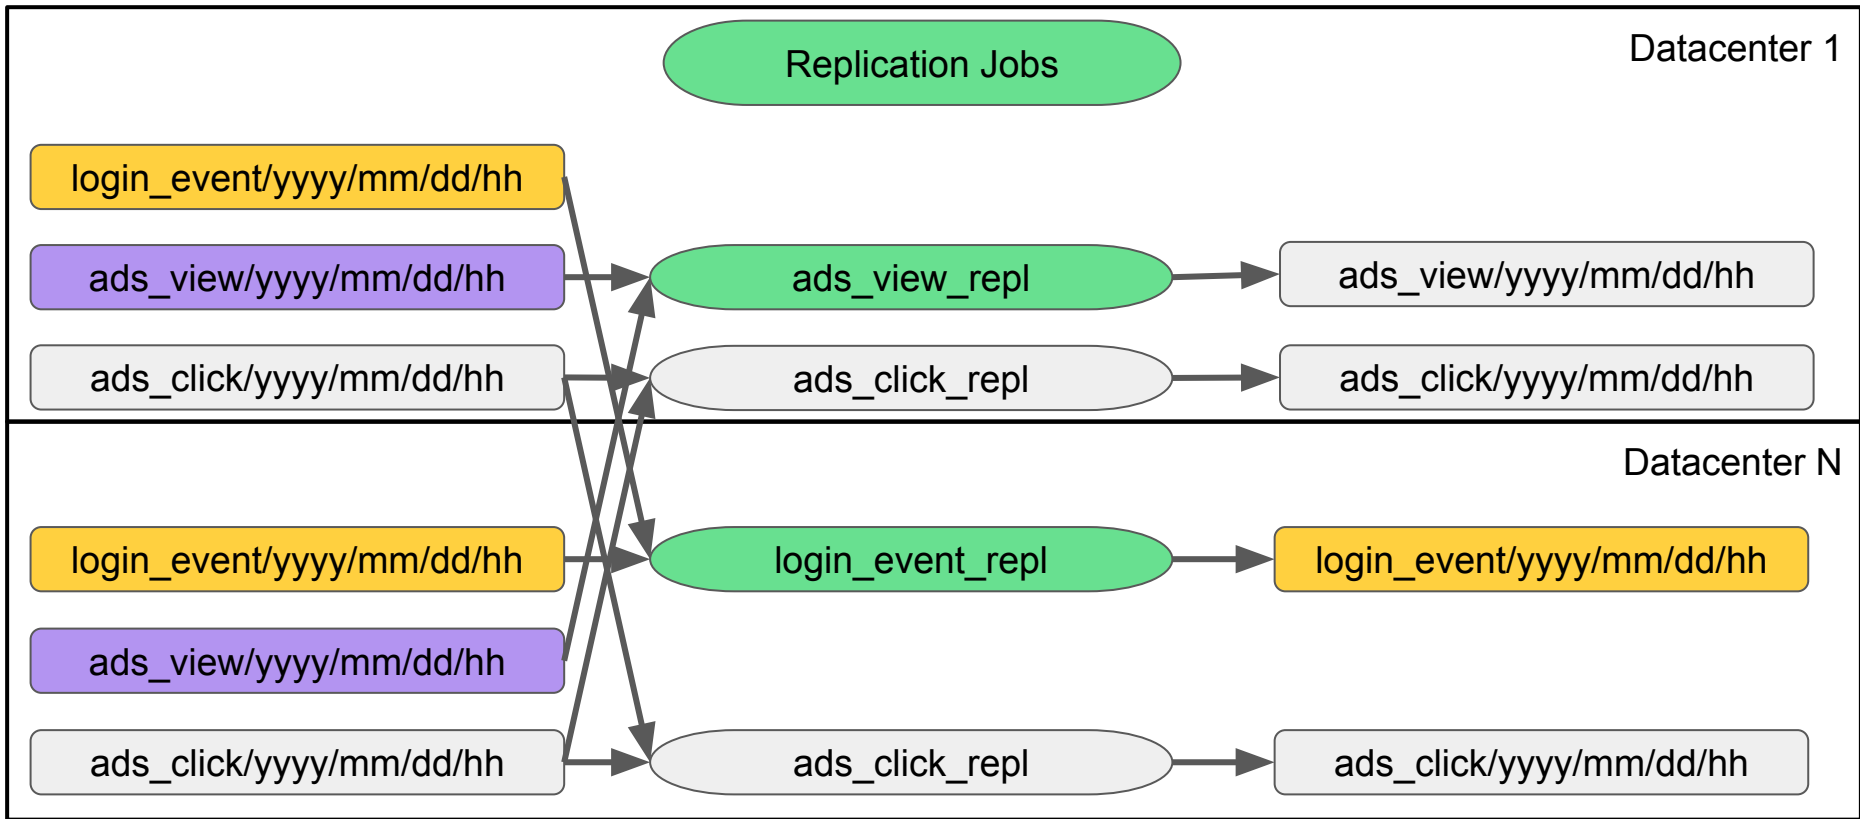 Replication Jobs
Datacenter 1
login_event/yyyy/mm/dd/hh
ads_view/yyyy/mm/dd/hh
ads_view_repl
ads_view/yyyy/mm/dd/hh
ads_click/yyyy/mm/dd/hh
ads_click_repl
ads_click/yyyy/mm/dd/hh
Datacenter N
login_event/yyyy/mm/dd/hh
login_event_repl
login_event/yyyy/mm/dd/hh
ads_view/yyyy/mm/dd/hh
ads_click/yyyy/mm/dd/hh
ads_click_repl
ads_click/yyyy/mm/dd/hh